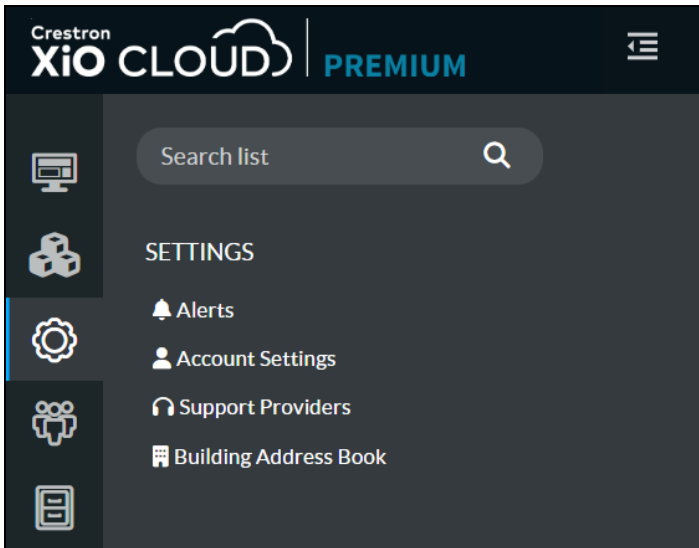 Crestron
XiO CLOUD PREMIUM
Search list
SETTINGS
Alerts
Account Settings
Support Providers
Building Address Book